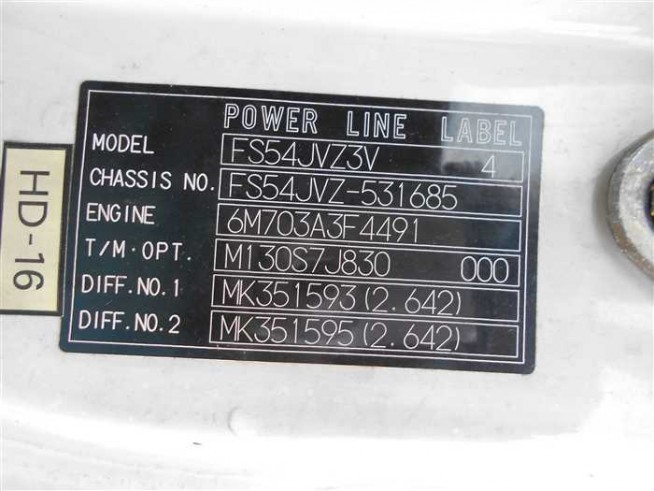 POWER LINE LABEL
MODEL FS54JVZ3V 4
CHASSIS NO. FS54JVZ-531685
ENGINE 6M703A3F4491
T/M·OPT. M130S7J830 000
DIFF.NO.1 MK351593(2.642)
DIFF.NO.2 MK351595(2.642)
HD-16